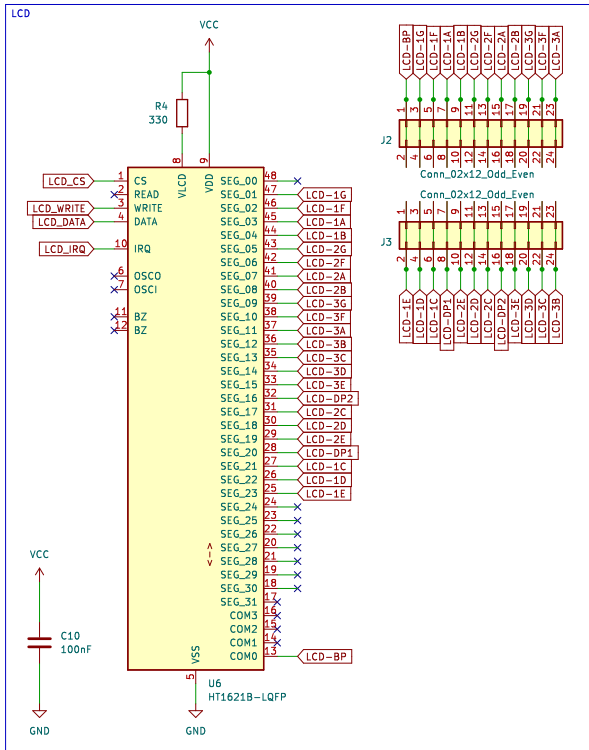 LCD
VCC
R4
330
8
VLCD
9
VDD
LCD_CS 1 CS
2 READ
LCD_WRITE 3 WRITE
LCD_DATA 4 DATA
LCD_IRQ 10 IRQ
6 OSCO
7 OSCI
11 BZ
12 BZ
SEG_00 48
SEG_01 47 LCD-1G
SEG_02 46 LCD-1F
SEG_03 45 LCD-1A
SEG_04 44 LCD-1B
SEG_05 43 LCD-2G
SEG_06 42 LCD-2F
SEG_07 41 LCD-2A
SEG_08 40 LCD-2B
SEG_09 39 LCD-3G
SEG_10 38 LCD-3F
SEG_11 37 LCD-3A
SEG_12 36 LCD-3B
SEG_13 35 LCD-3C
SEG_14 34 LCD-3D
SEG_15 33 LCD-3E
SEG_16 32 LCD-DP2
SEG_17 31 LCD-2C
SEG_18 30 LCD-2D
SEG_19 29 LCD-2E
SEG_20 28 LCD-DP1
SEG_21 27 LCD-1C
SEG_22 26 LCD-1D
SEG_23 25 LCD-1E
SEG_24 24
SEG_25 23
SEG_26 22
SEG_27 20
SEG_28 21
SEG_29 19
SEG_30 18
SEG_31 17
COM3 16
COM2 15
COM1 14
COM0 13 LCD-BP
<->
VSS
5
U6
HT1621B-LQFP
GND
VCC
C10
100nF
GND
LCD-BP LCD-1G LCD-1F LCD-1A LCD-1B LCD-2G LCD-2F LCD-2A LCD-2B LCD-3G LCD-3F LCD-3A
1 3 5 7 9 11 13 15 17 19 21 23
J2
2 4 6 8 10 12 14 16 18 20 22 24
Conn_02x12_Odd_Even
Conn_02x12_Odd_Even
1 3 5 7 9 11 13 15 17 19 21 23
J3
2 4 6 8 10 12 14 16 18 20 22 24
LCD-1E LCD-1D LCD-1C LCD-DP1 LCD-2E LCD-2D LCD-2C LCD-DP2 LCD-3E LCD-3D LCD-3C LCD-3B